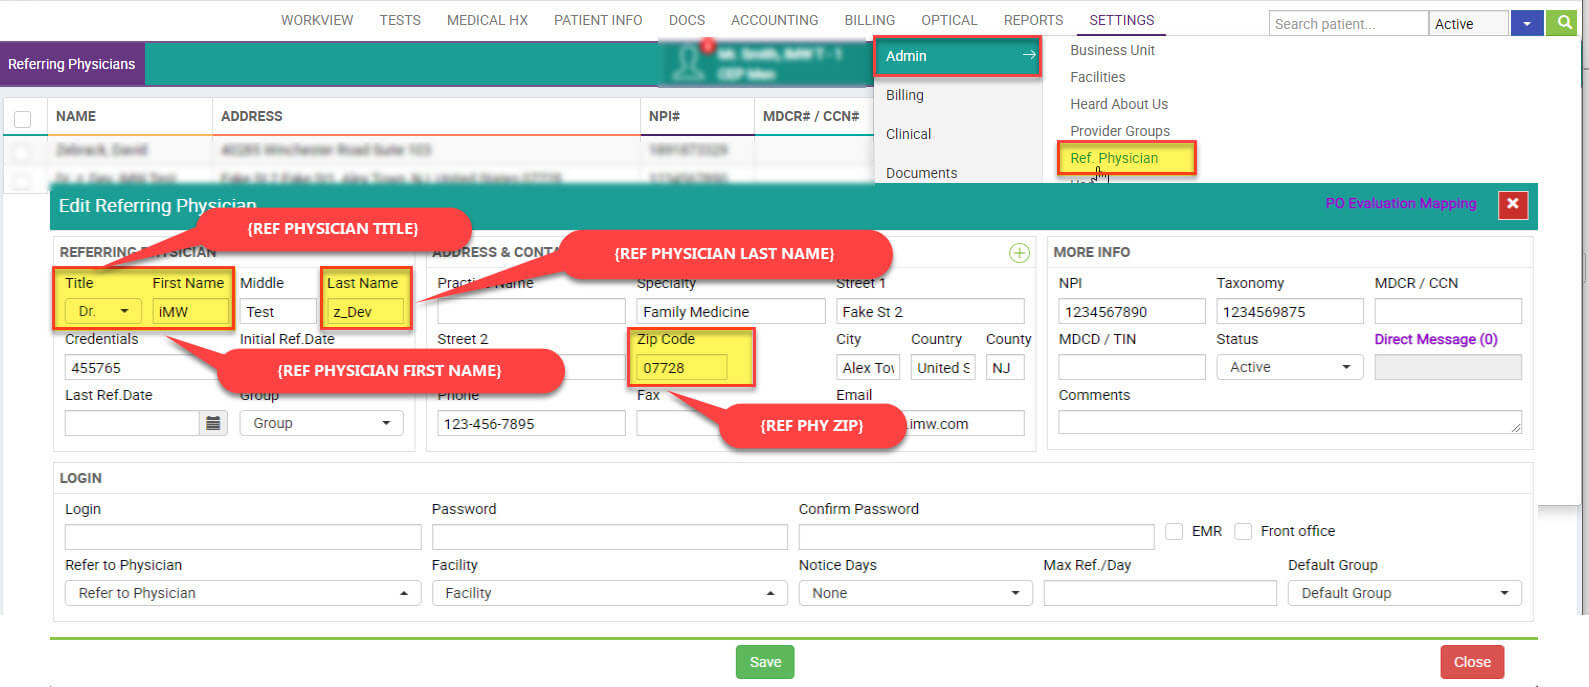 WORKVIEW TESTS MEDICAL HX PATIENT INFO DOCS ACCOUNTING BILLING OPTICAL REPORTS SETTINGS Search patient... Active
Referring Physicians
Admin
Billing
Clinical
Documents
Business Unit
Facilities
Heard About Us
Provider Groups
Ref. Physician
NAME ADDRESS NPI# MDCR# / CCN#
Edit Referring Physician PO Evaluation Mapping
{REF PHYSICIAN TITLE}
{REF PHYSICIAN LAST NAME}
REFERRING PHYSICIAN ADDRESS & CONTA MORE INFO
Title First Name Middle Last Name Practice Name Specialty Street 1 NPI Taxonomy MDCR / CCN
Dr. iMW Test z_Dev Family Medicine Fake St 2 1234567890 1234569875
Credentials Initial Ref.Date Street 2 Zip Code City Country County MDCD / TIN Status Direct Message (0)
455765 07728 Alex Tov United S NJ Active
{REF PHYSICIAN FIRST NAME}
Last Ref.Date Group Phone Fax Email Comments
Group 123-456-7895 .imw.com
{REF PHY ZIP}
LOGIN
Login Password Confirm Password EMR Front office
Refer to Physician Facility Notice Days Max Ref./Day Default Group
Refer to Physician Facility None Default Group
Save Close